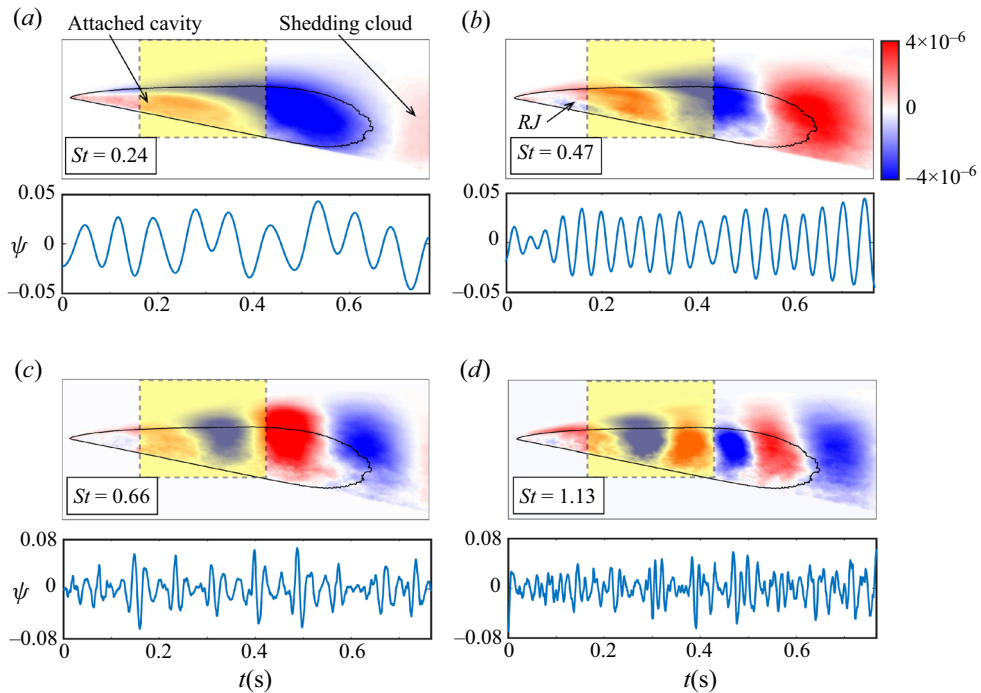 (a)
Attached cavity
Shedding cloud
St = 0.24
0.05
ψ 0
–0.05
0 0.2 0.4 0.6
(b)
RJ
St = 0.47
4×10–6
0
–4×10–6
0.05
0
–0.05
0 0.2 0.4 0.6
(c)
St = 0.66
0.08
ψ 0
–0.08
0 0.2 0.4 0.6
t(s)
(d)
St = 1.13
0.08
0
–0.08
0 0.2 0.4 0.6
t(s)